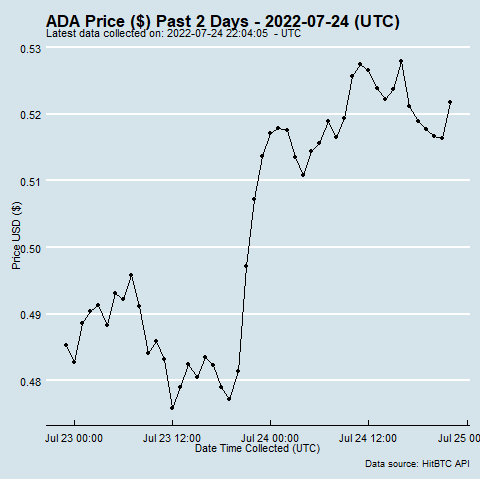 ADA Price ($) Past 2 Days - 2022-07-24 (UTC)
Latest data collected on: 2022-07-24 22:04:05 - UTC
0.53
0.52
0.51
0.50
0.49
0.48
Price USD ($)
Jul 23 00:00 Jul 23 12:00 Jul 24 00:00 Jul 24 12:00 Jul 25 00:
Date Time Collected (UTC)
Data source: HitBTC API